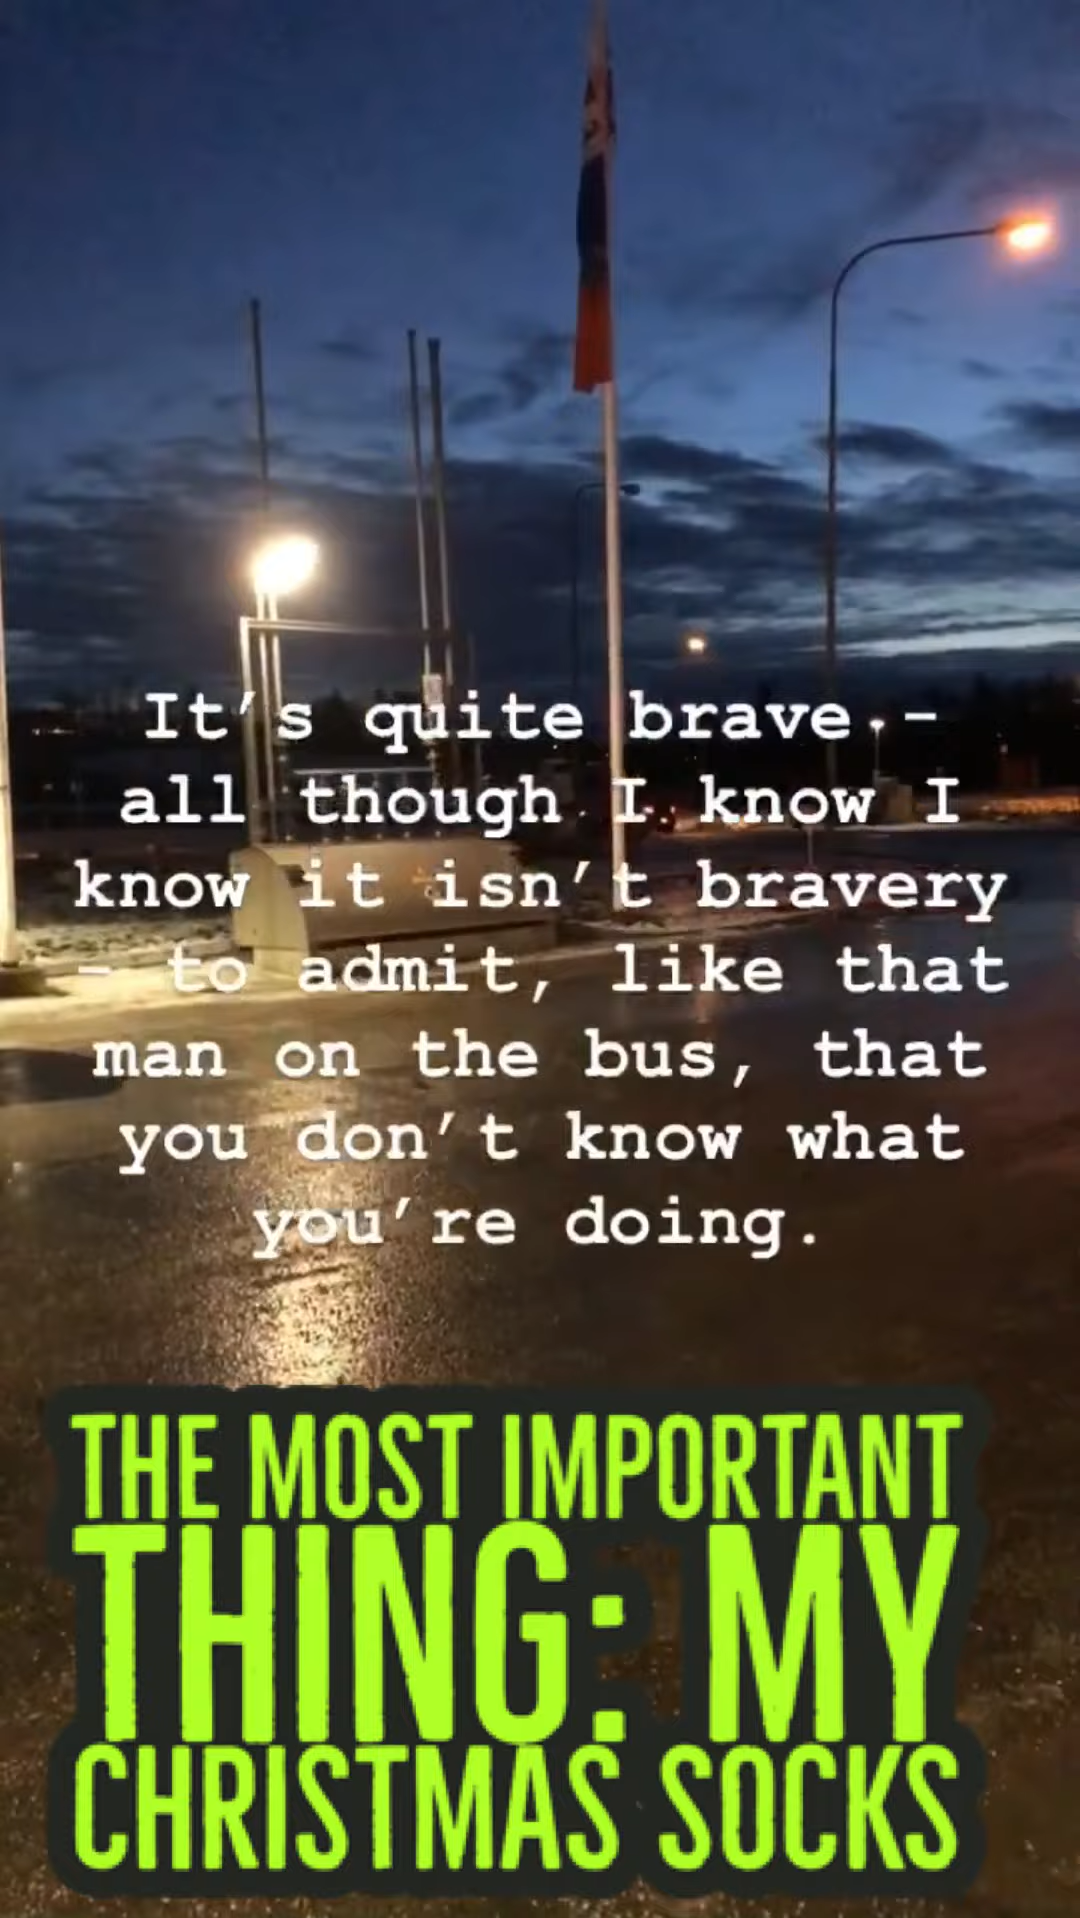 It's quite brave -
all though I know I
know it isn't bravery
- to admit, like that
man on the bus, that
you don't know what
you're doing.
THE MOST IMPORTANT
THING: MY
CHRISTMAS SOCKS